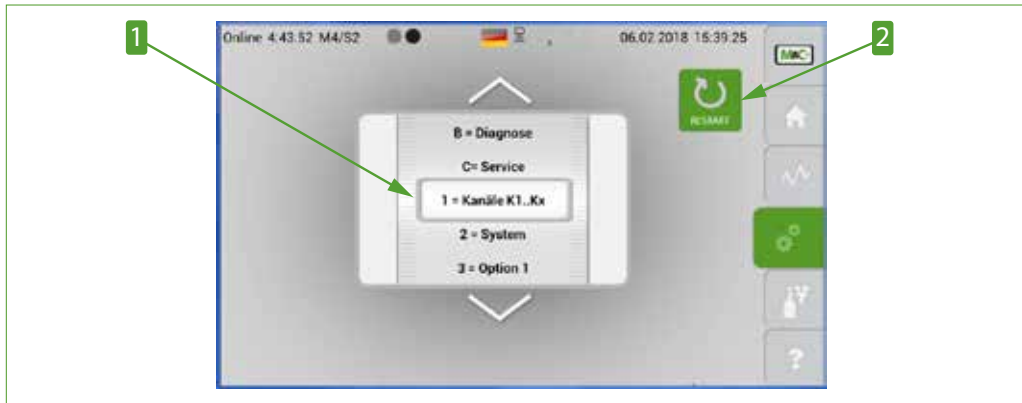 1
2
Online 4:43.52 M4/S2
06.02.2018 15:39:25
RESTART
B = Diagnose
C= Service
1 = Kanäle K1..Kx
2 = System
3 = Option 1
?